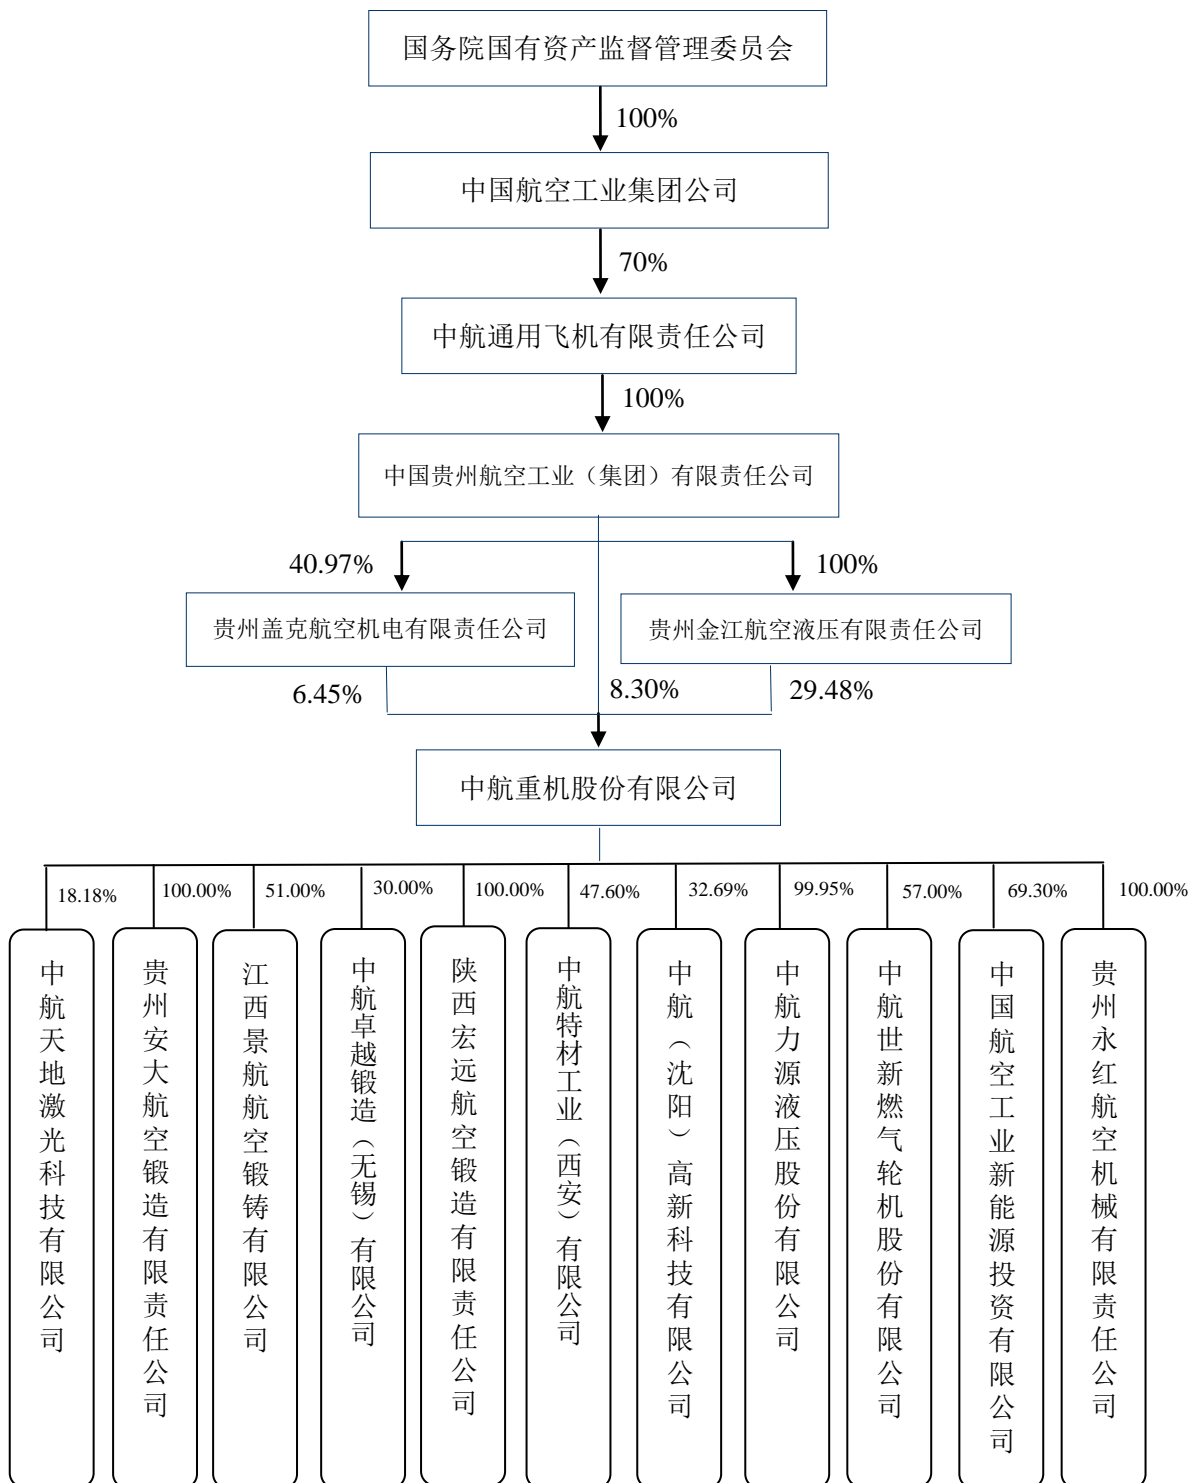 国务院国有资产监督管理委员会
100%
中国航空工业集团公司
70%
中航通用飞机有限责任公司
100%
中国贵州航空工业（集团）有限责任公司
40.97%
100%
贵州盖克航空机电有限责任公司
贵州金江航空液压有限责任公司
6.45%
8.30%
29.48%
中航重机股份有限公司
18.18%
100.00%
51.00%
30.00%
100.00%
47.60%
32.69%
99.95%
57.00%
69.30%
100.00%
中航天地激光科技有限公司
贵州安大航空锻造有限责任公司
江西景航航空锻铸有限公司
中航卓越锻造（无锡）有限公司
陕西宏远航空锻造有限责任公司
中航特材工业（西安）有限公司
中航（沈阳）高新科技有限公司
中航力源液压股份有限公司
中航世新燃气轮机股份有限公司
中国航空工业新能源投资有限公司
贵州永红航空机械有限责任公司